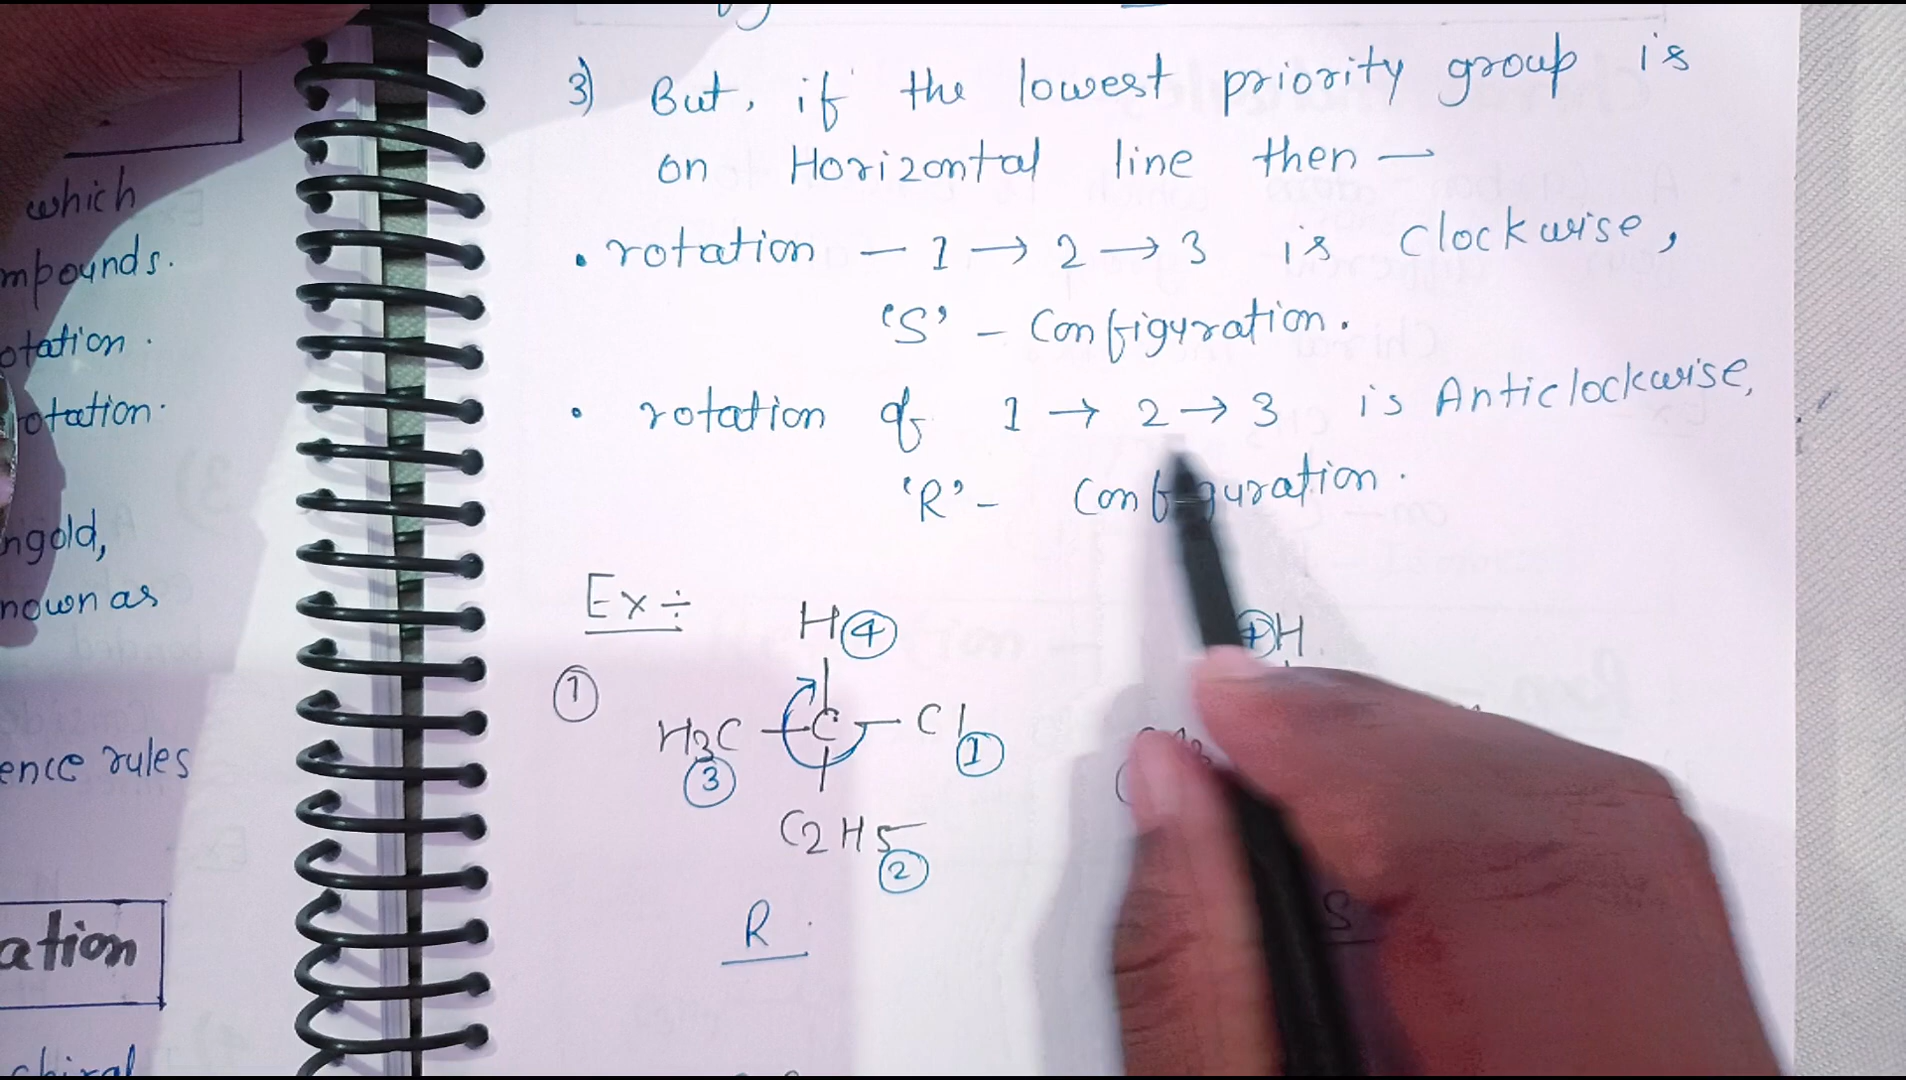 which
mpounds.
otation.
otation.
ngold,
nown as
ence rules
ation
chiral
3) But, if the lowest priority group is
on Horizontal line then —
• rotation — 1 → 2 → 3 is Clockwise,
'S' - Configuration.
• rotation of 1 → 2 → 3 is Anticlockwise,
'R' - Configuration.
Ex ÷
H ④
① H3C C Cl ①
③
C2H5
②
R.
H
S